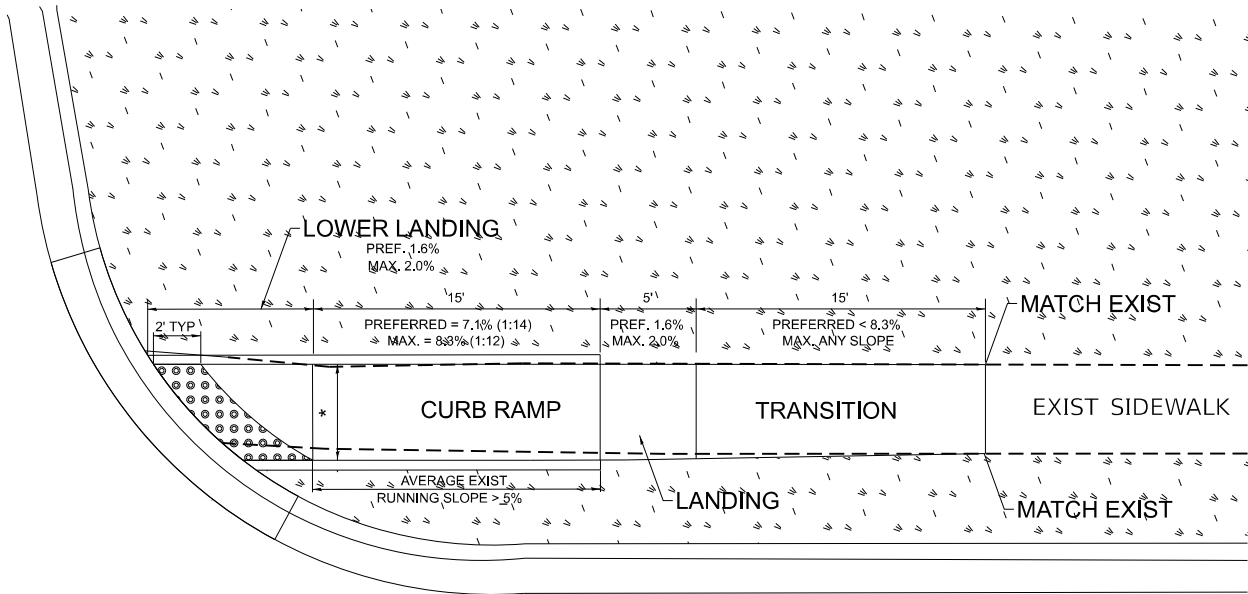 LOWER LANDING
PREF. 1.6%
MAX. 2.0%
15'
5'
15'
MATCH EXIST
2' TYP
PREFERRED = 7.1% (1:14)
MAX. = 8.3% (1:12)
PREF. 1.6%
MAX. 2.0%
PREFERRED < 8.3%
MAX. ANY SLOPE
*
CURB RAMP
TRANSITION
EXIST SIDEWALK
AVERAGE EXIST
RUNNING SLOPE > 5%
LANDING
MATCH EXIST